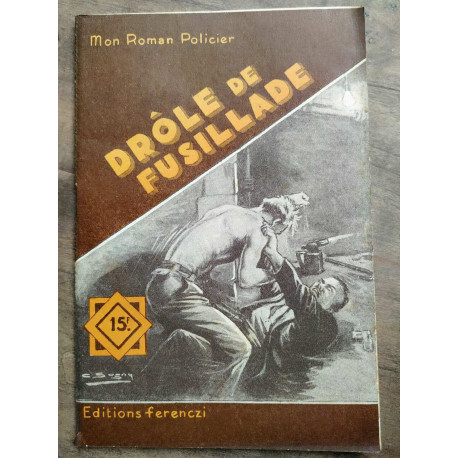 Mon Roman Policier
DRÔLE DE
FUSILLADE
15F.
Editions ferenczi